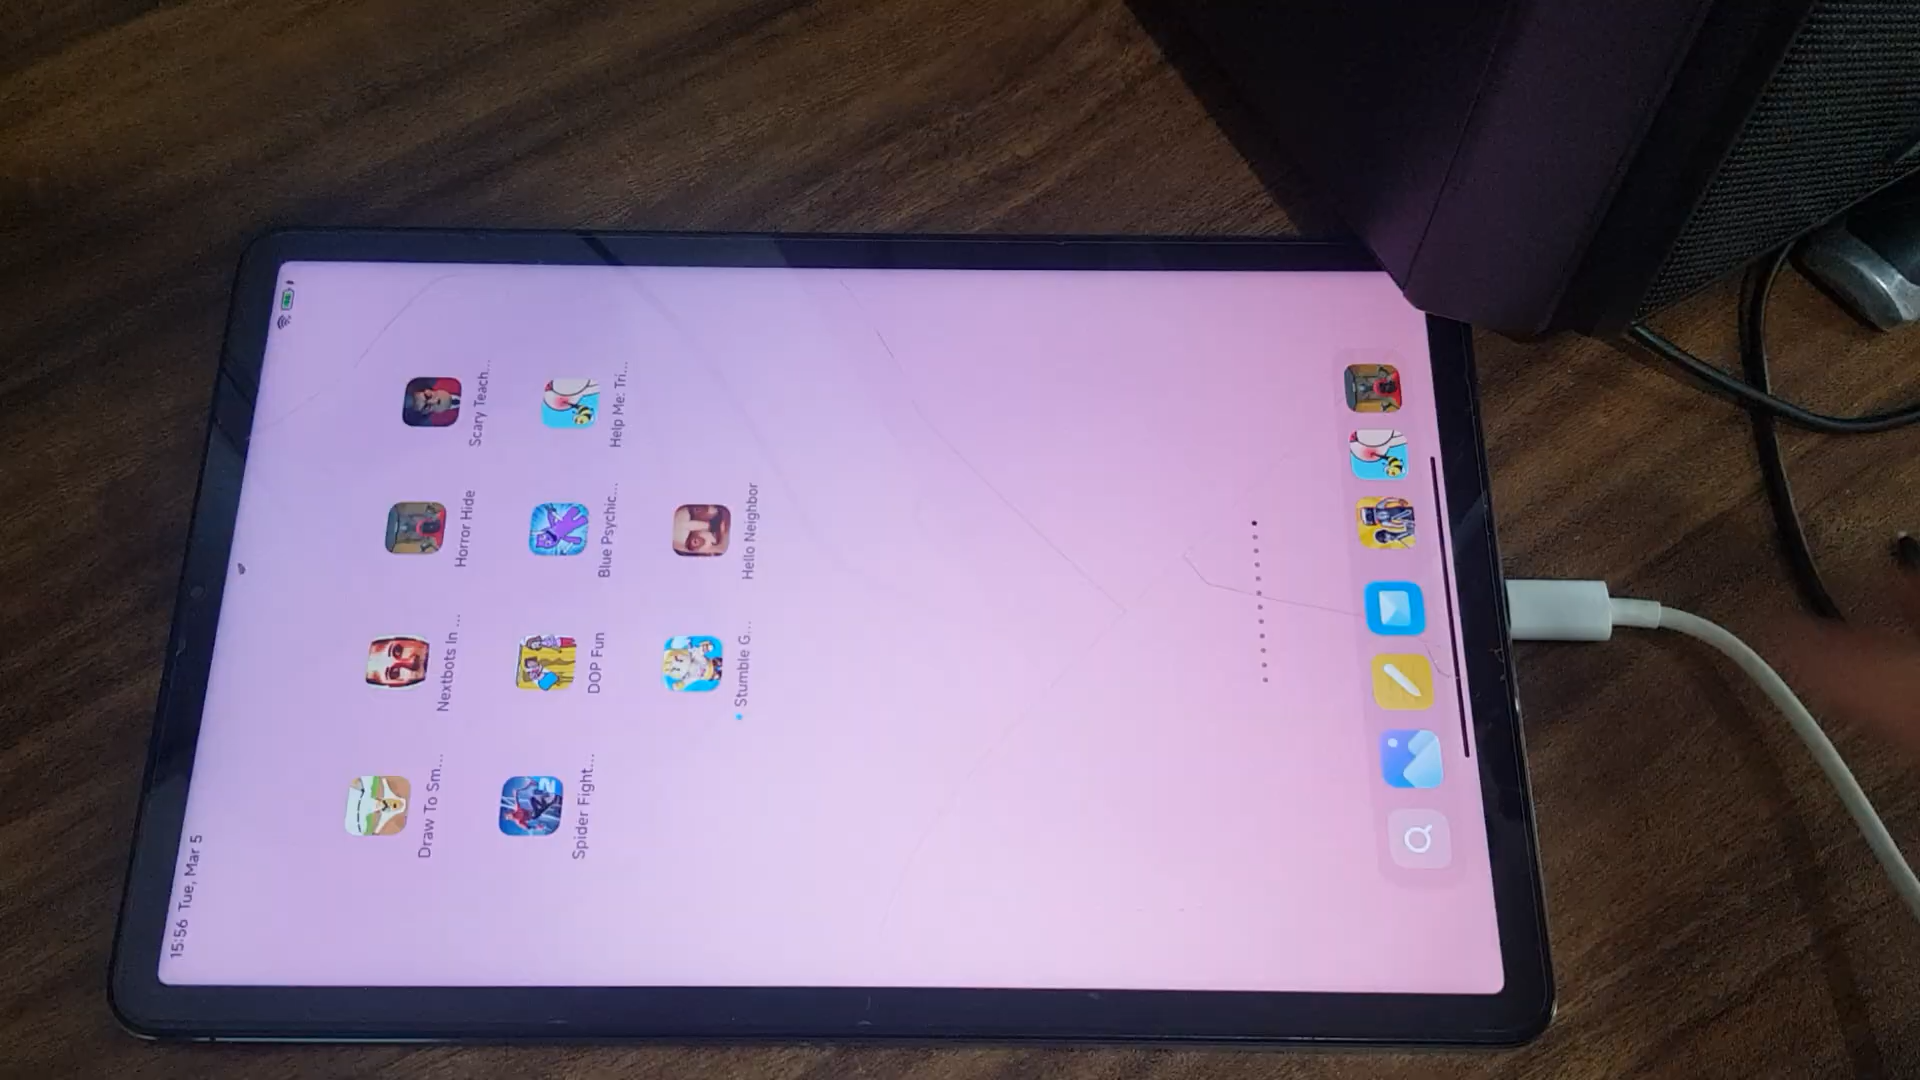 15:56 Tue, Mar 5
Draw To Sm...
Nextbots In ...
Horror Hide
Scary Teach...
Spider Fight...
DOP Fun
Blue Psychic...
Help Me: Tri...
Stumble G...
Hello Neighbor